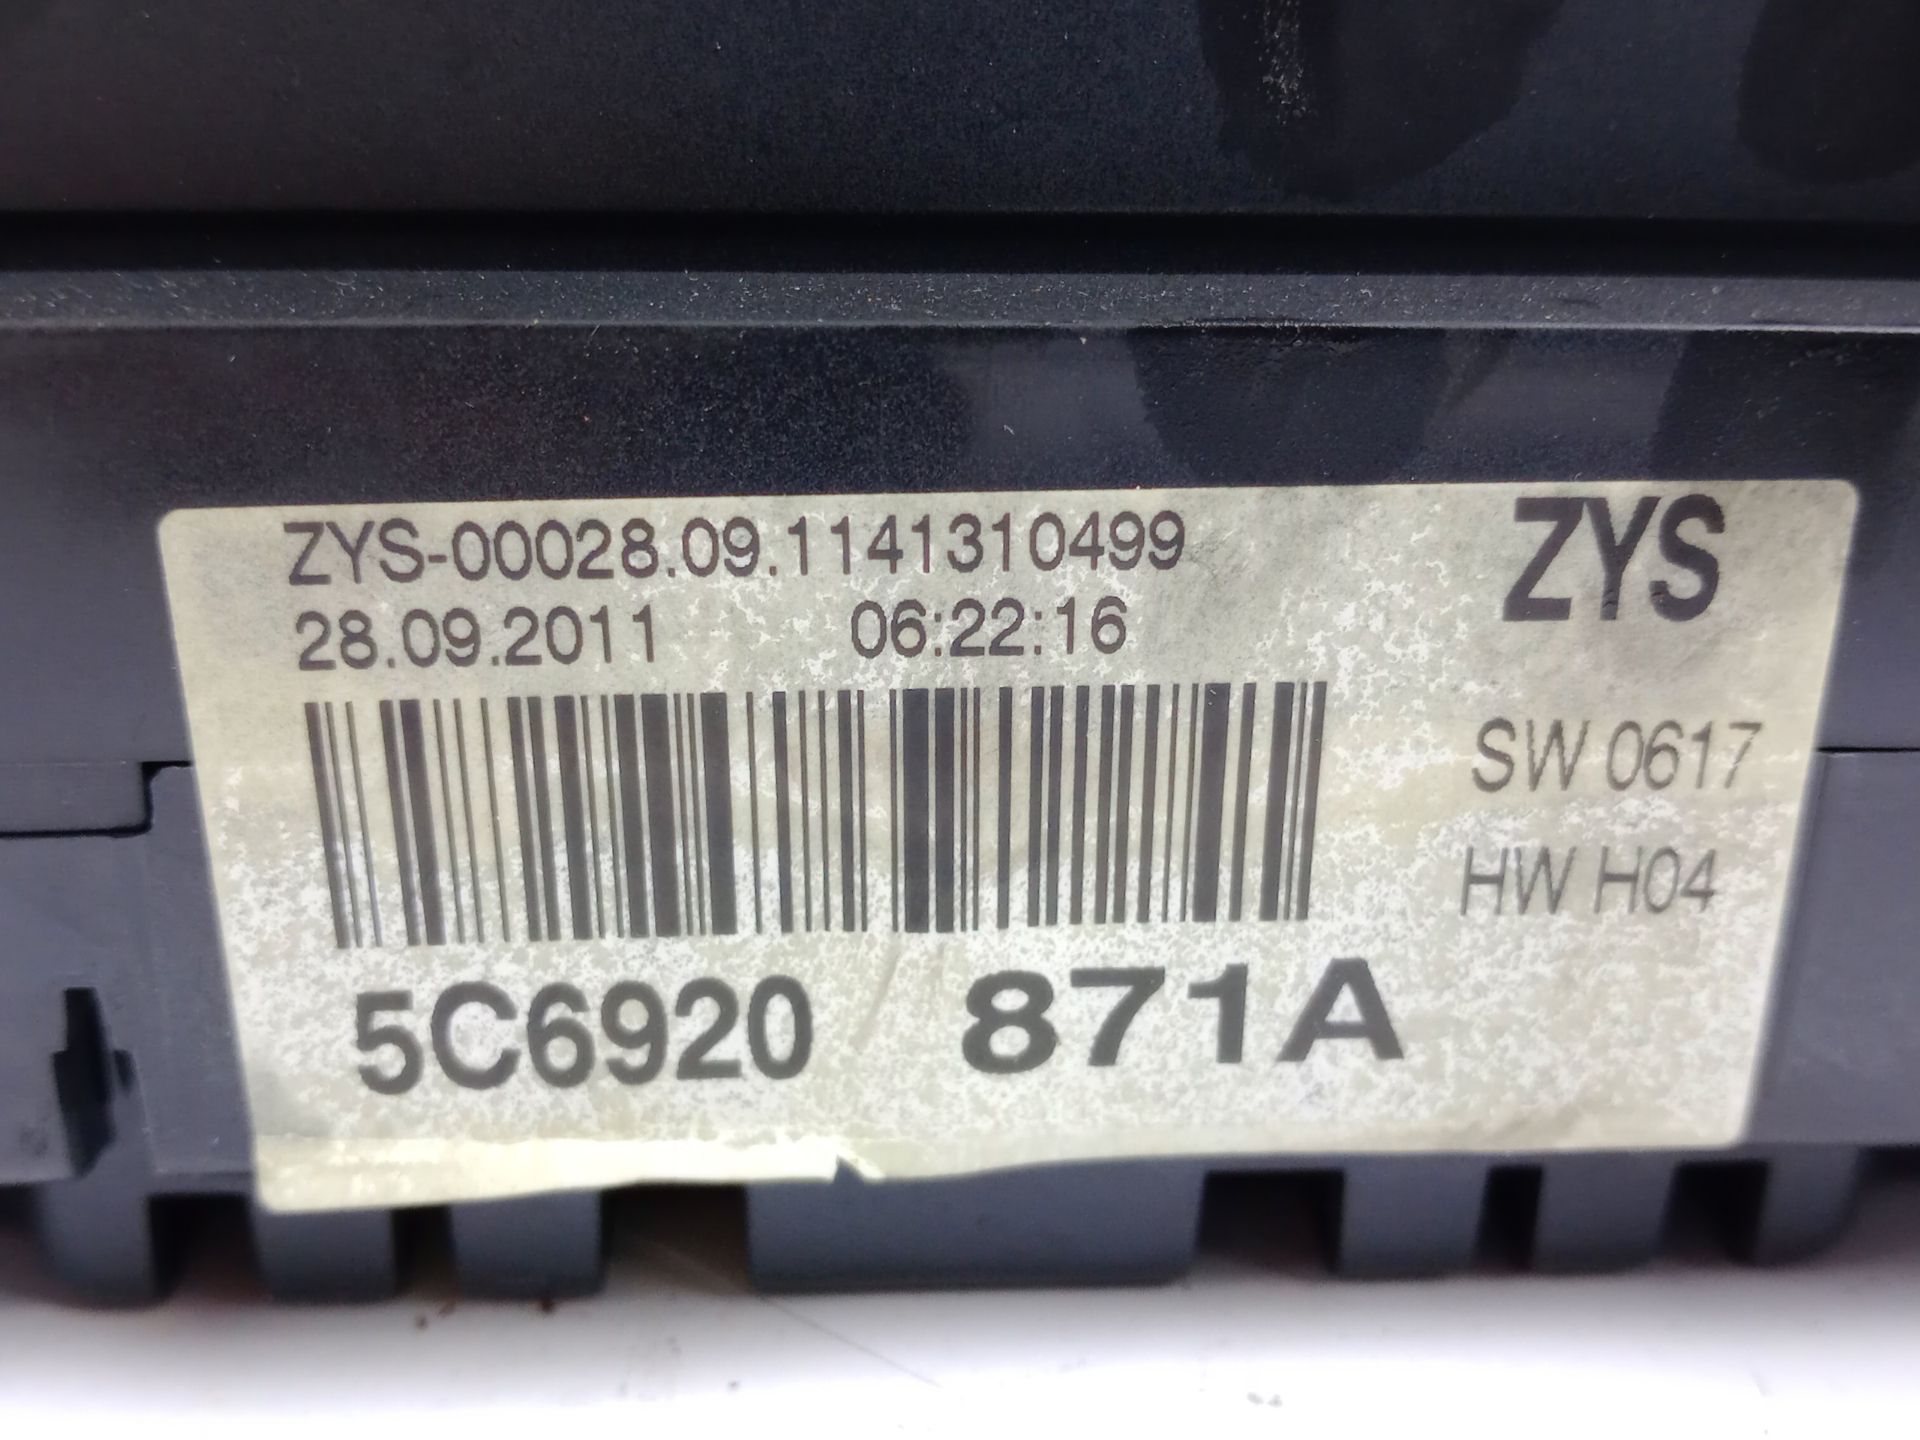 ZYS-00028.09.1141310499
ZYS
28.09.2011 06:22:16
SW 0617
HW H04
5C6920 871A